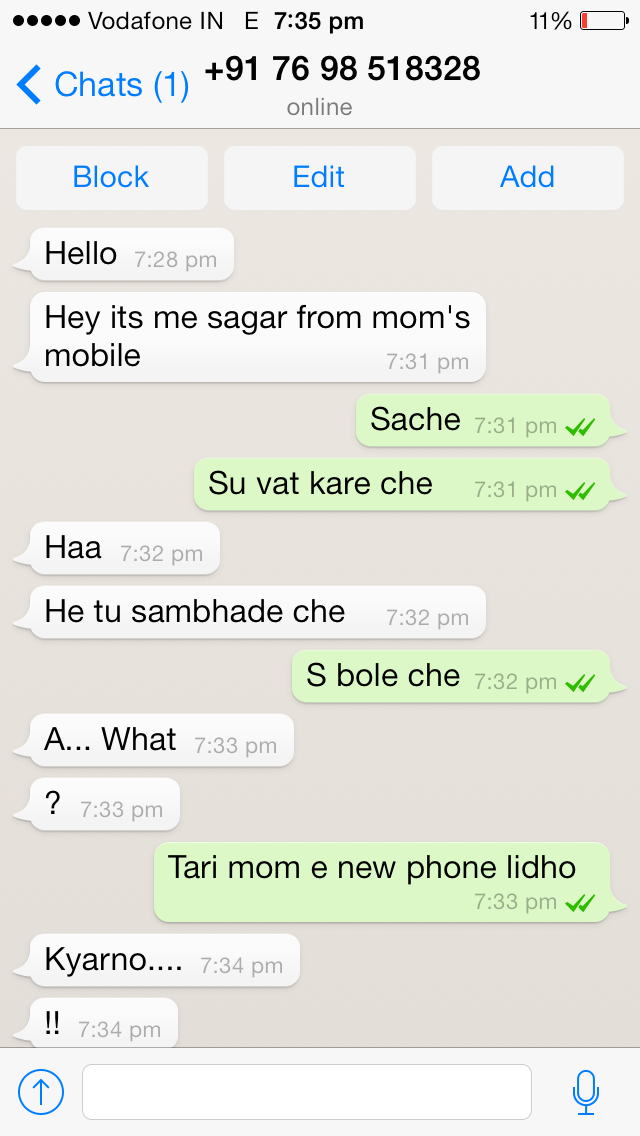 Vodafone IN E 7:35 pm 11%
Chats (1) +91 76 98 518328
online
Block Edit Add
Hello 7:28 pm
Hey its me sagar from mom's
mobile 7:31 pm
Sache 7:31 pm
Su vat kare che 7:31 pm
Haa 7:32 pm
He tu sambhade che 7:32 pm
S bole che 7:32 pm
A... What 7:33 pm
? 7:33 pm
Tari mom e new phone lidho
7:33 pm
Kyarno.... 7:34 pm
!! 7:34 pm